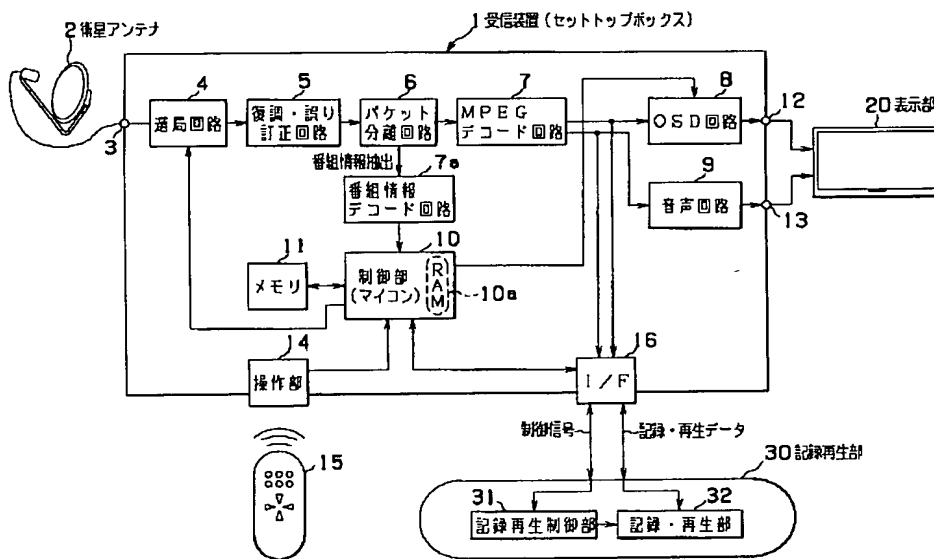 1 受信装置(セットトップボックス)
2 衛星アンテナ
3
4
選局回路
5
復調・誤り
訂正回路
6
パケット
分離回路
7
MPEG
デコード回路
8
OSD回路
12
20 表示部
番組情報抽出
7a
番組情報
デコード回路
9
音声回路
13
10
制御部
(マイコン)
RAM
10a
11
メモリ
14
操作部
16
I/F
制御信号
記録・再生データ
15
30 記録再生部
31
記録再生制御部
32
記録・再生部